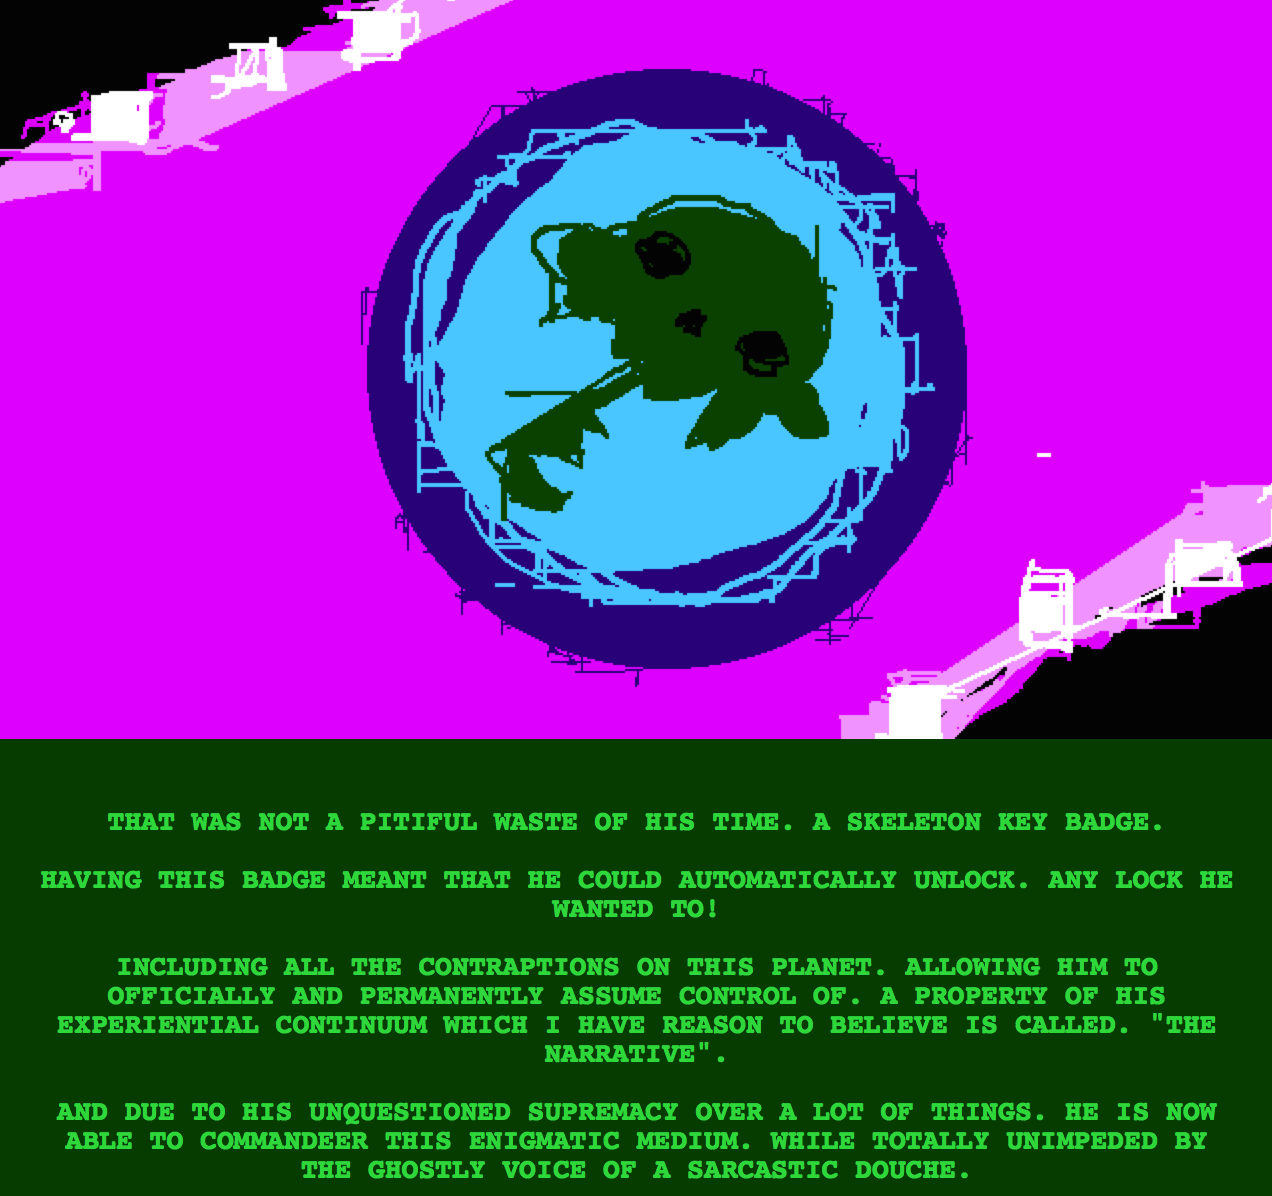 THAT WAS NOT A PITIFUL WASTE OF HIS TIME. A SKELETON KEY BADGE.
HAVING THIS BADGE MEANT THAT HE COULD AUTOMATICALLY UNLOCK. ANY LOCK HE
WANTED TO!
INCLUDING ALL THE CONTRAPTIONS ON THIS PLANET. ALLOWING HIM TO
OFFICIALLY AND PERMANENTLY ASSUME CONTROL OF. A PROPERTY OF HIS
EXPERIENTIAL CONTINUUM WHICH I HAVE REASON TO BELIEVE IS CALLED. "THE
NARRATIVE".
AND DUE TO HIS UNQUESTIONED SUPREMACY OVER A LOT OF THINGS. HE IS NOW
ABLE TO COMMANDEER THIS ENIGMATIC MEDIUM. WHILE TOTALLY UNIMPEDED BY
THE GHOSTLY VOICE OF A SARCASTIC DOUCHE.